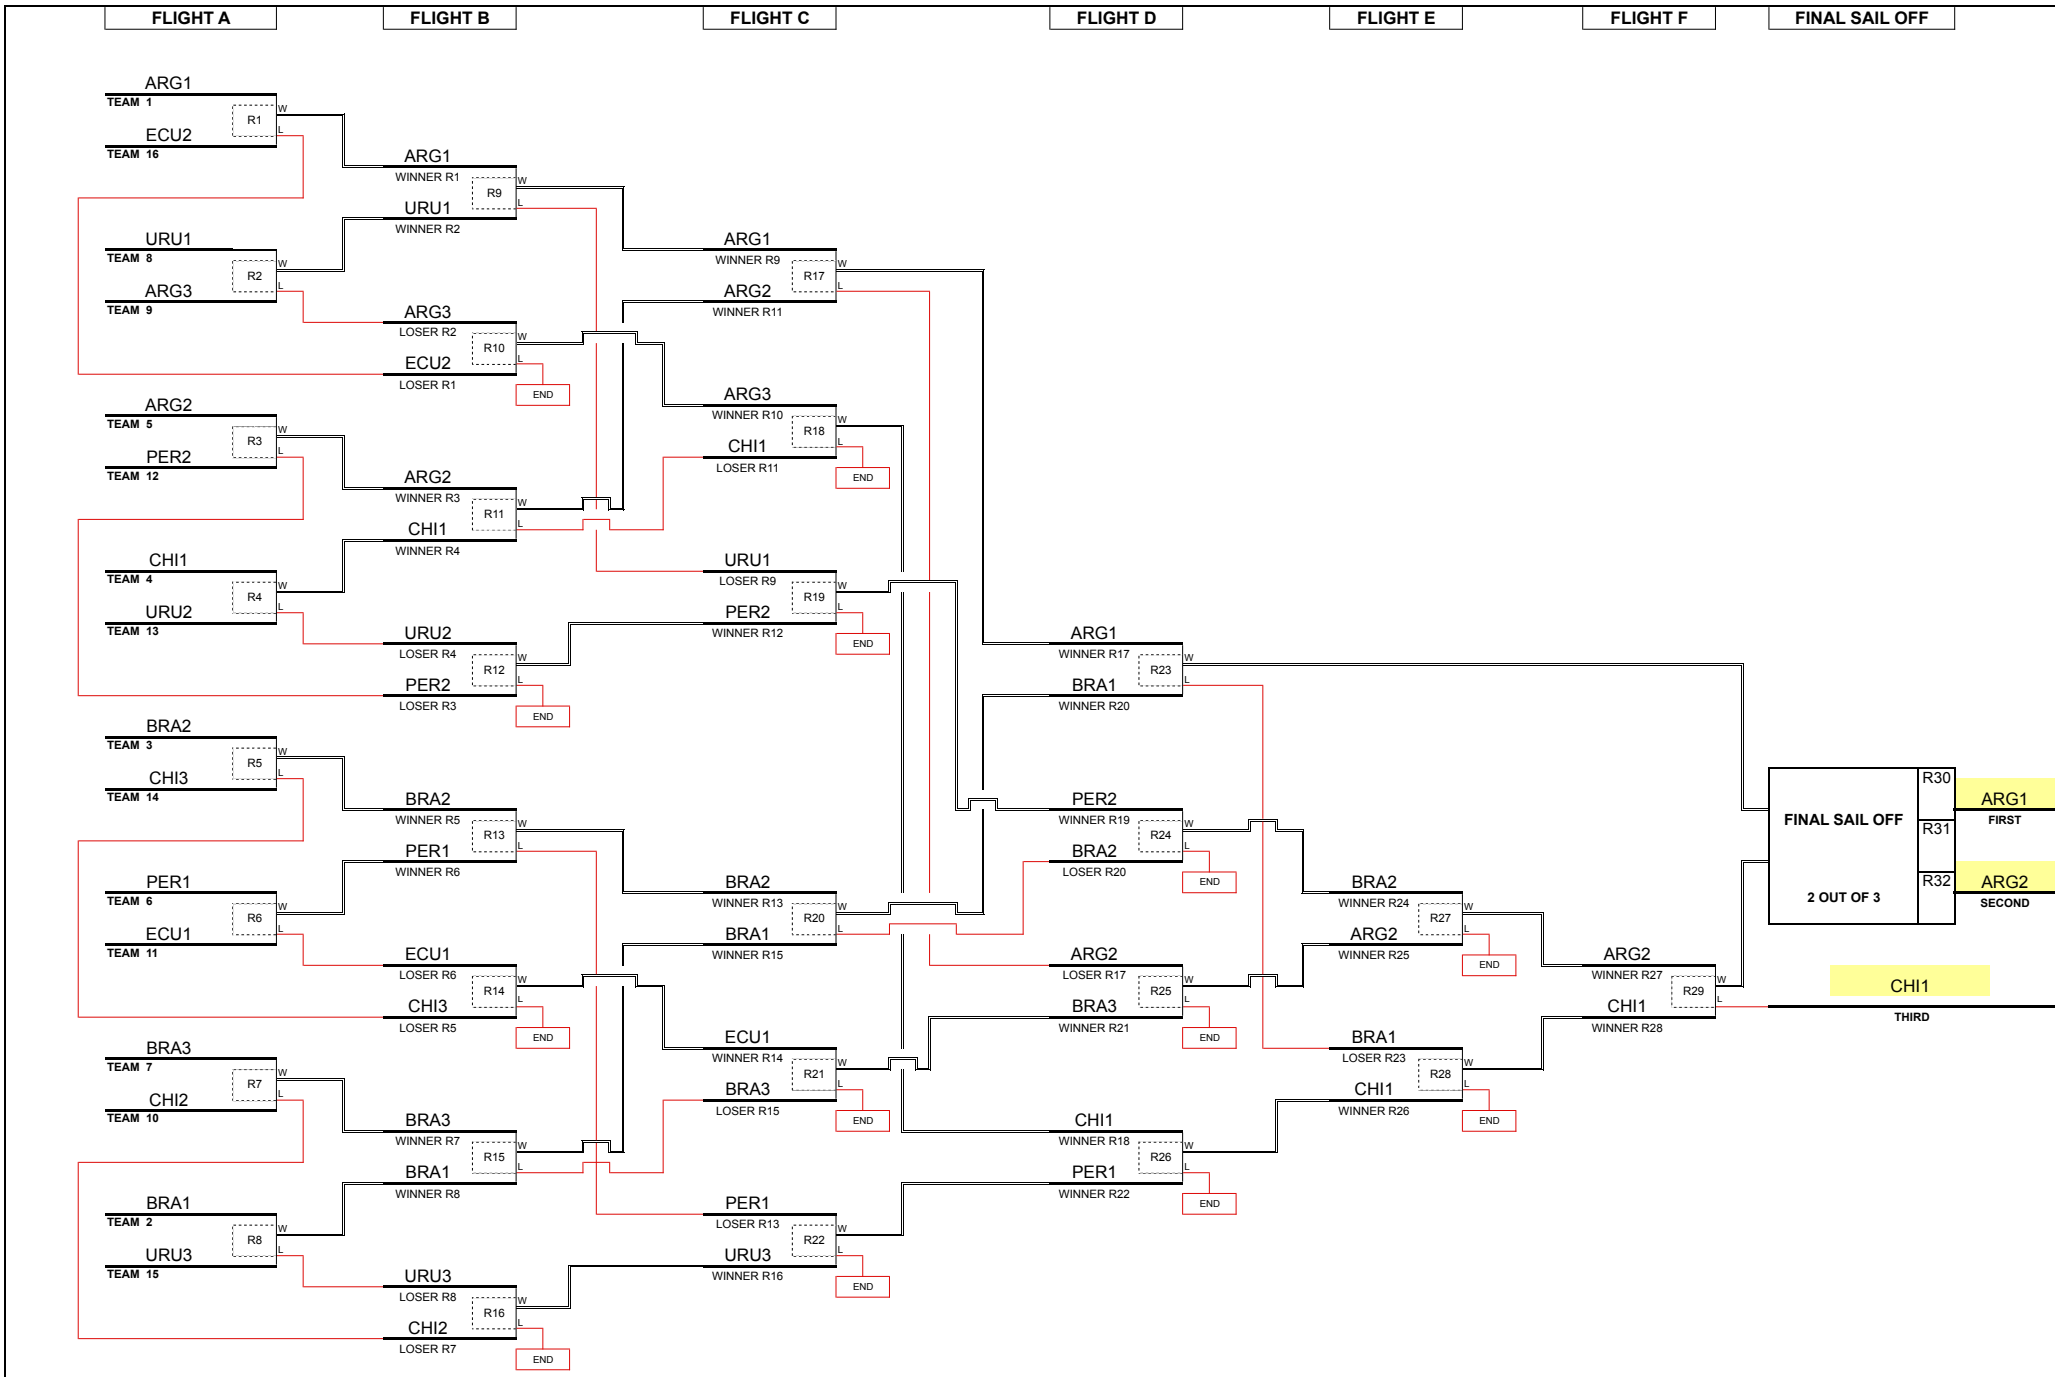 FLIGHT A
FLIGHT B
FLIGHT C
FLIGHT D
FLIGHT E
FLIGHT F
FINAL SAIL OFF
ARG1
TEAM 1
R1
W
L
ECU2
TEAM 16
URU1
TEAM 8
R2
W
L
ARG3
TEAM 9
ARG2
TEAM 5
R3
W
L
PER2
TEAM 12
CHI1
TEAM 4
R4
W
L
URU2
TEAM 13
BRA2
TEAM 3
R5
W
L
CHI3
TEAM 14
PER1
TEAM 6
R6
W
L
ECU1
TEAM 11
BRA3
TEAM 7
R7
W
L
CHI2
TEAM 10
BRA1
TEAM 2
R8
W
L
URU3
TEAM 15
ARG1
WINNER R1
R9
W
L
URU1
WINNER R2
ARG3
LOSER R2
R10
W
L
ECU2
LOSER R1
END
ARG2
WINNER R3
R11
W
L
CHI1
WINNER R4
URU2
LOSER R4
R12
W
L
PER2
LOSER R3
END
BRA2
WINNER R5
R13
W
L
PER1
WINNER R6
ECU1
LOSER R6
R14
W
L
CHI3
LOSER R5
END
BRA3
WINNER R7
R15
W
L
BRA1
WINNER R8
URU3
LOSER R8
R16
W
L
CHI2
LOSER R7
END
ARG1
WINNER R9
R17
W
L
ARG2
WINNER R11
ARG3
WINNER R10
R18
W
L
CHI1
LOSER R11
END
URU1
LOSER R9
R19
W
L
PER2
WINNER R12
END
BRA2
WINNER R13
R20
W
L
BRA1
WINNER R15
ECU1
WINNER R14
R21
W
L
BRA3
LOSER R15
END
PER1
LOSER R13
R22
W
L
URU3
WINNER R16
END
ARG1
WINNER R17
R23
W
L
BRA1
WINNER R20
PER2
WINNER R19
R24
W
L
BRA2
LOSER R20
END
ARG2
LOSER R17
R25
W
L
BRA3
WINNER R21
END
CHI1
WINNER R18
R26
W
L
PER1
WINNER R22
END
BRA2
WINNER R24
R27
W
L
ARG2
WINNER R25
END
BRA1
LOSER R23
R28
W
L
CHI1
WINNER R26
END
ARG2
WINNER R27
R29
W
L
CHI1
WINNER R28
FINAL SAIL OFF
2 OUT OF 3
R30
R31
R32
ARG1
FIRST
ARG2
SECOND
CHI1
THIRD